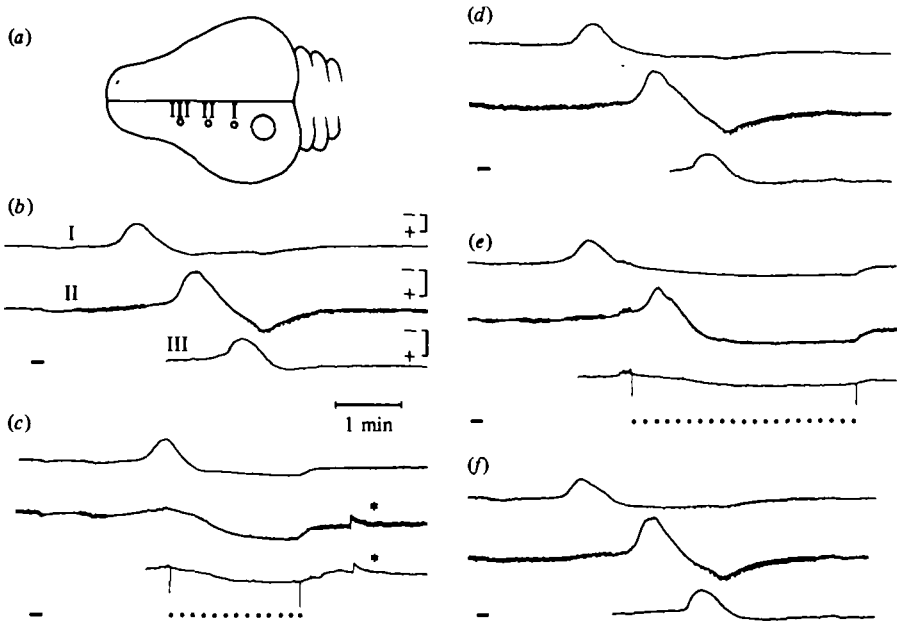 (a)
III II I
(b)
I
− +
II
− +
III
− +
1 min
(c)
*
*
(d)
(e)
(f)